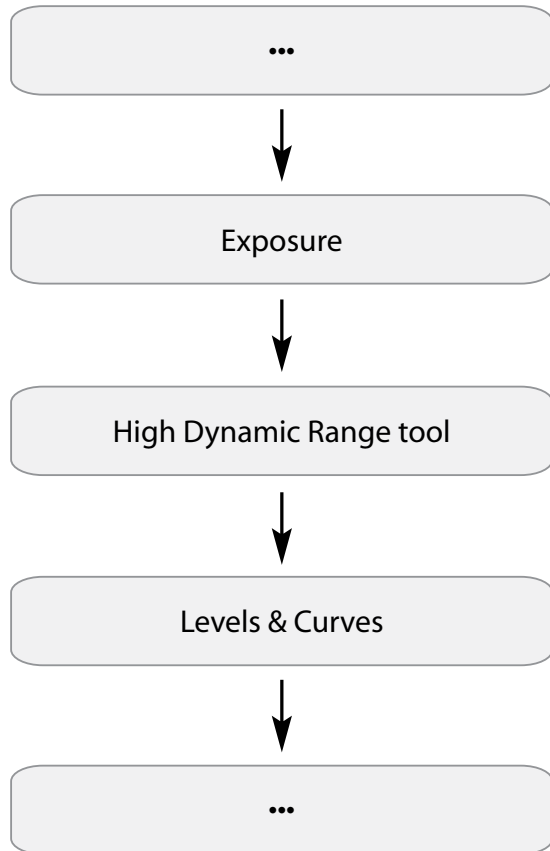 •••
Exposure
High Dynamic Range tool
Levels & Curves
•••